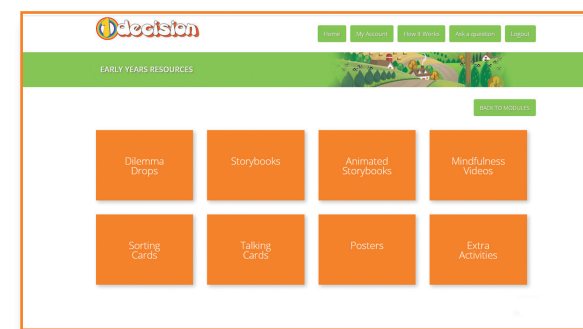 1decision
Home My Account How it Works Ask a question Logout
EARLY YEARS RESOURCES
BACK TO MODULES
Dilemma
Drops
Storybooks
Animated
Storybooks
Mindfulness
Videos
Sorting
Cards
Talking
Cards
Posters
Extra
Activities